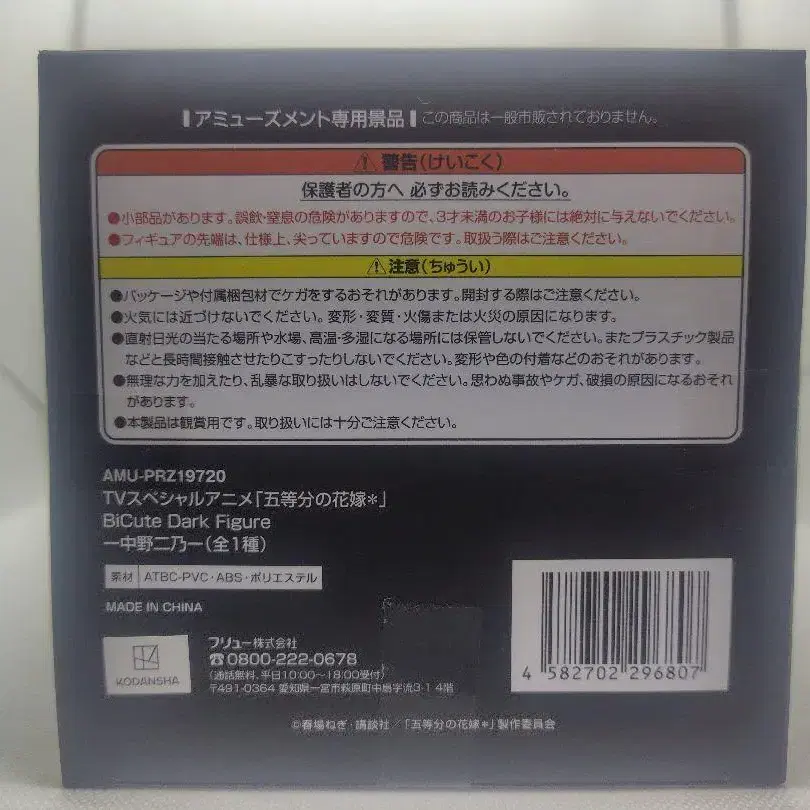 アミューズメント専用景品 この商品は一般市販されておりません。
警告(けいこく)
保護者の方へ 必ずお読みください。
●小部品があります。誤飲・窒息の危険がありますので、3才未満のお子様には絶対に与えないでください。
●フィギュアの先端は、仕様上、尖っていますので危険です。取扱う際はご注意ください。
注意(ちゅうい)
●パッケージや付属梱包材でケガをするおそれがあります。開封する際はご注意ください。
●火気には近づけないでください。変形・変質・火傷または火災の原因になります。
●直射日光の当たる場所や水場、高温・多湿になる場所には保管しないでください。またプラスチック製品
などと長時間接触させたりこすったりしないでください。変形や色の付着などのおそれがあります。
●無理な力を加えたり、乱暴な取り扱いはしないでください。思わぬ事故やケガ、破損の原因になるおそれ
があります。
●本製品は観賞用です。取り扱いには十分ご注意ください。
AMU-PRZ19720
TVスペシャルアニメ「五等分の花嫁*」
BiCute Dark Figure
ー中野二乃ー(全1種)
素材 ATBC-PVC・ABS・ポリエステル
MADE IN CHINA
KODANSHA
フリュー株式会社
☎0800-222-0678
(通話無料、平日10:00〜18:00受付)
〒491-0364 愛知県一宮市萩原町中島字流3-1 4階
4 582702 296807
©春場ねぎ・講談社/「五等分の花嫁*」製作委員会